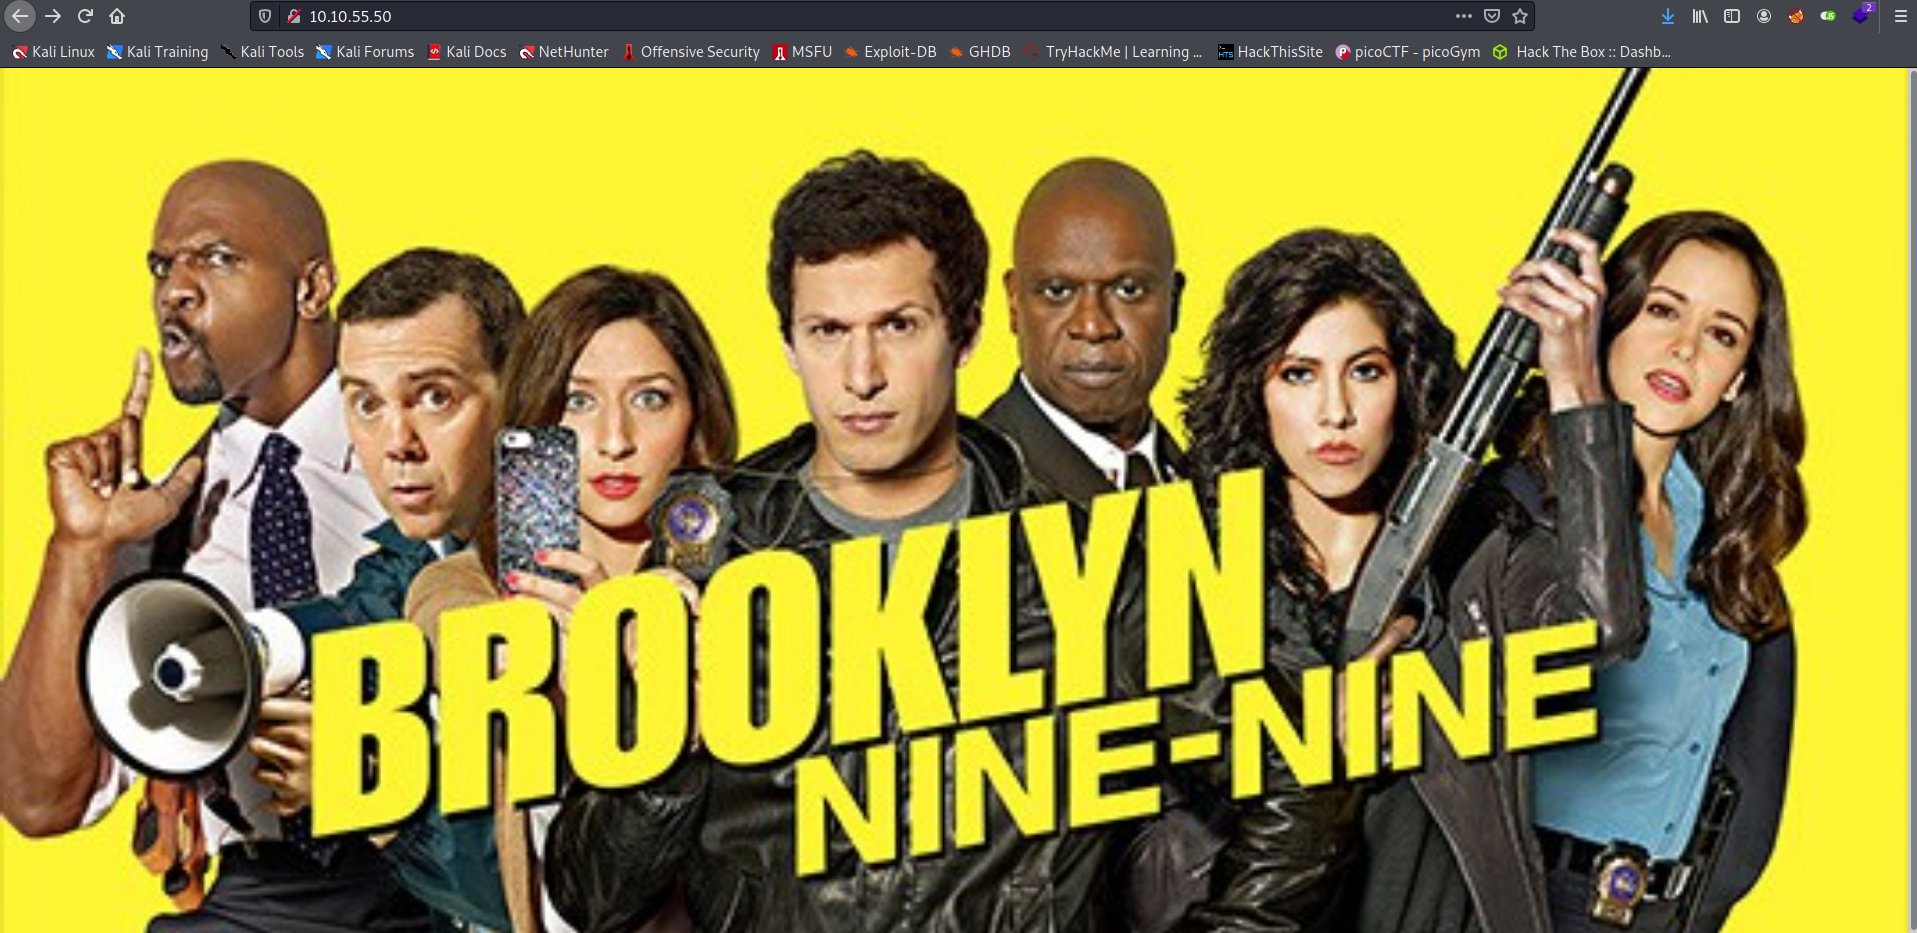 10.10.55.50
2
Kali Linux Kali Training Kali Tools Kali Forums Kali Docs NetHunter Offensive Security MSFU Exploit-DB GHDB TryHackMe | Learning ... HackThisSite picoCTF - picoGym Hack The Box :: Dashb...
BROOKLYN
NINE-NINE